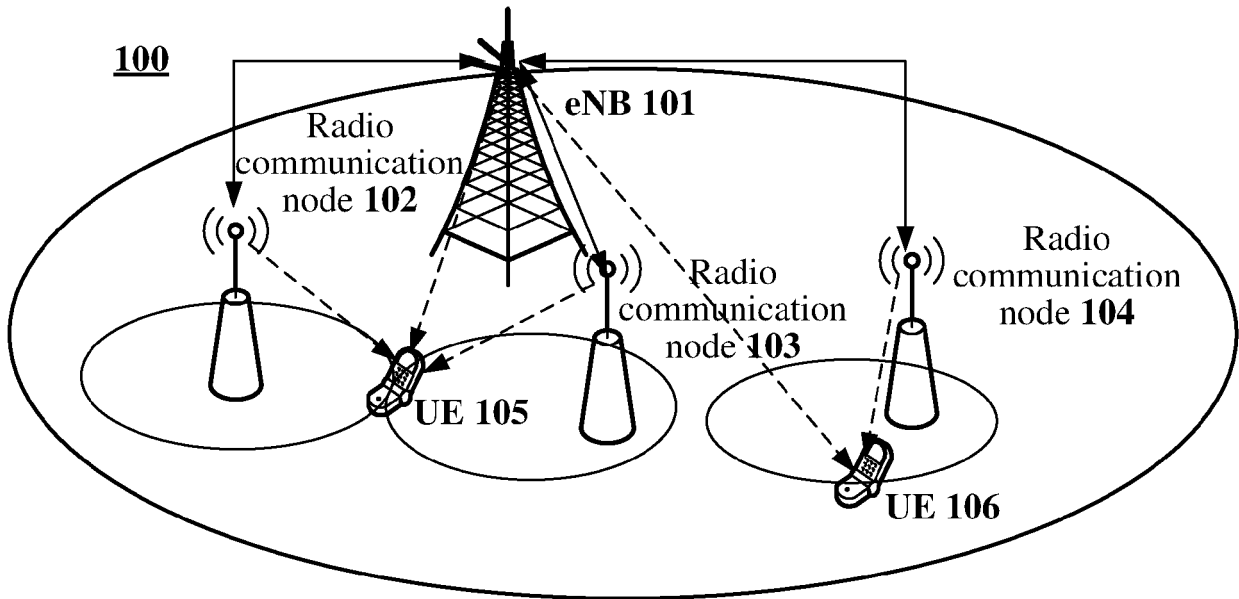 100
eNB 101
Radio
communication
node 102
Radio
communication
node 103
Radio
communication
node 104
UE 105
UE 106